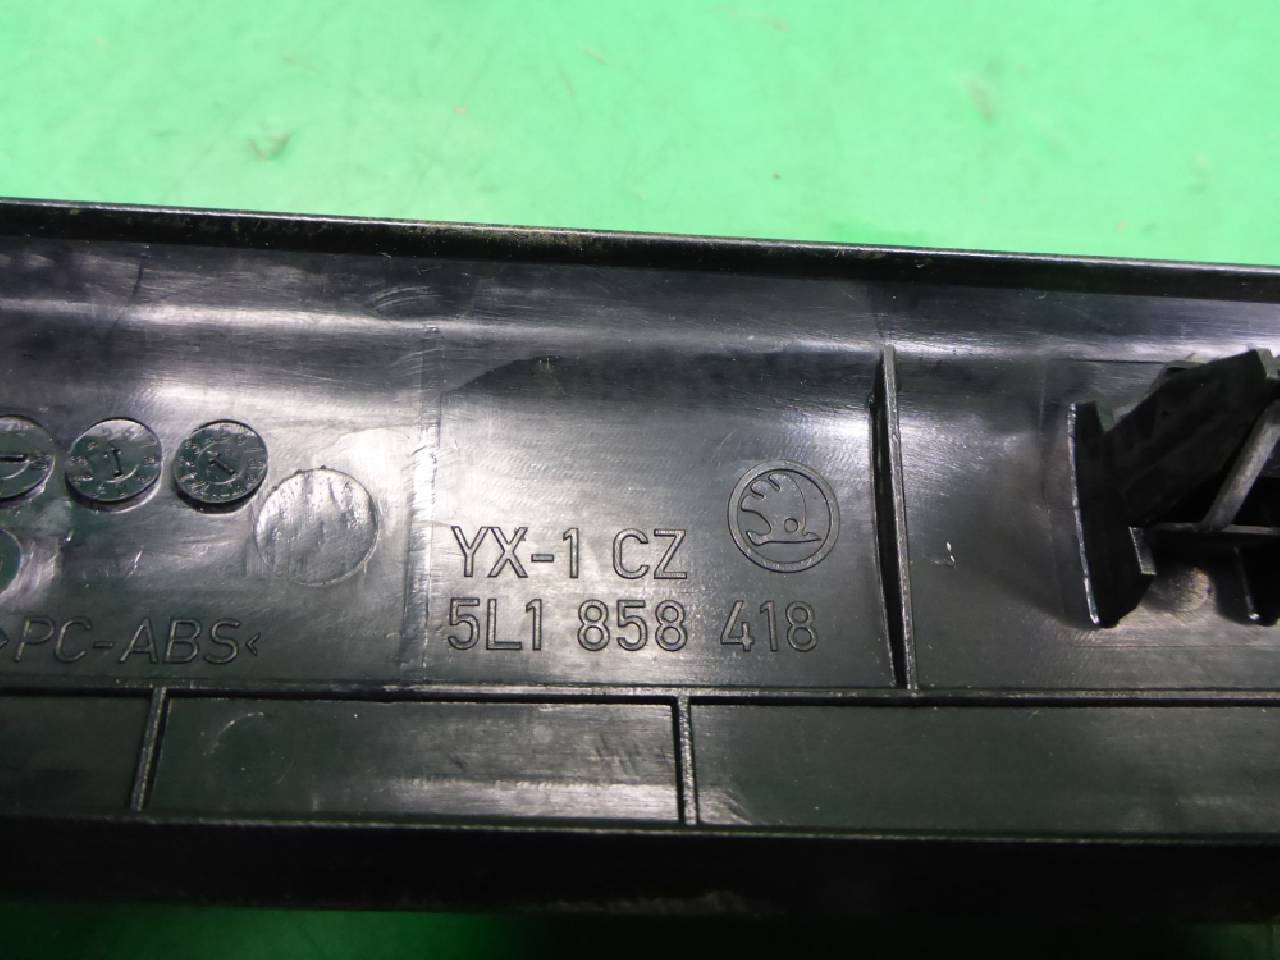 YX-1 CZ
5L1 858 418
>PC-ABS<